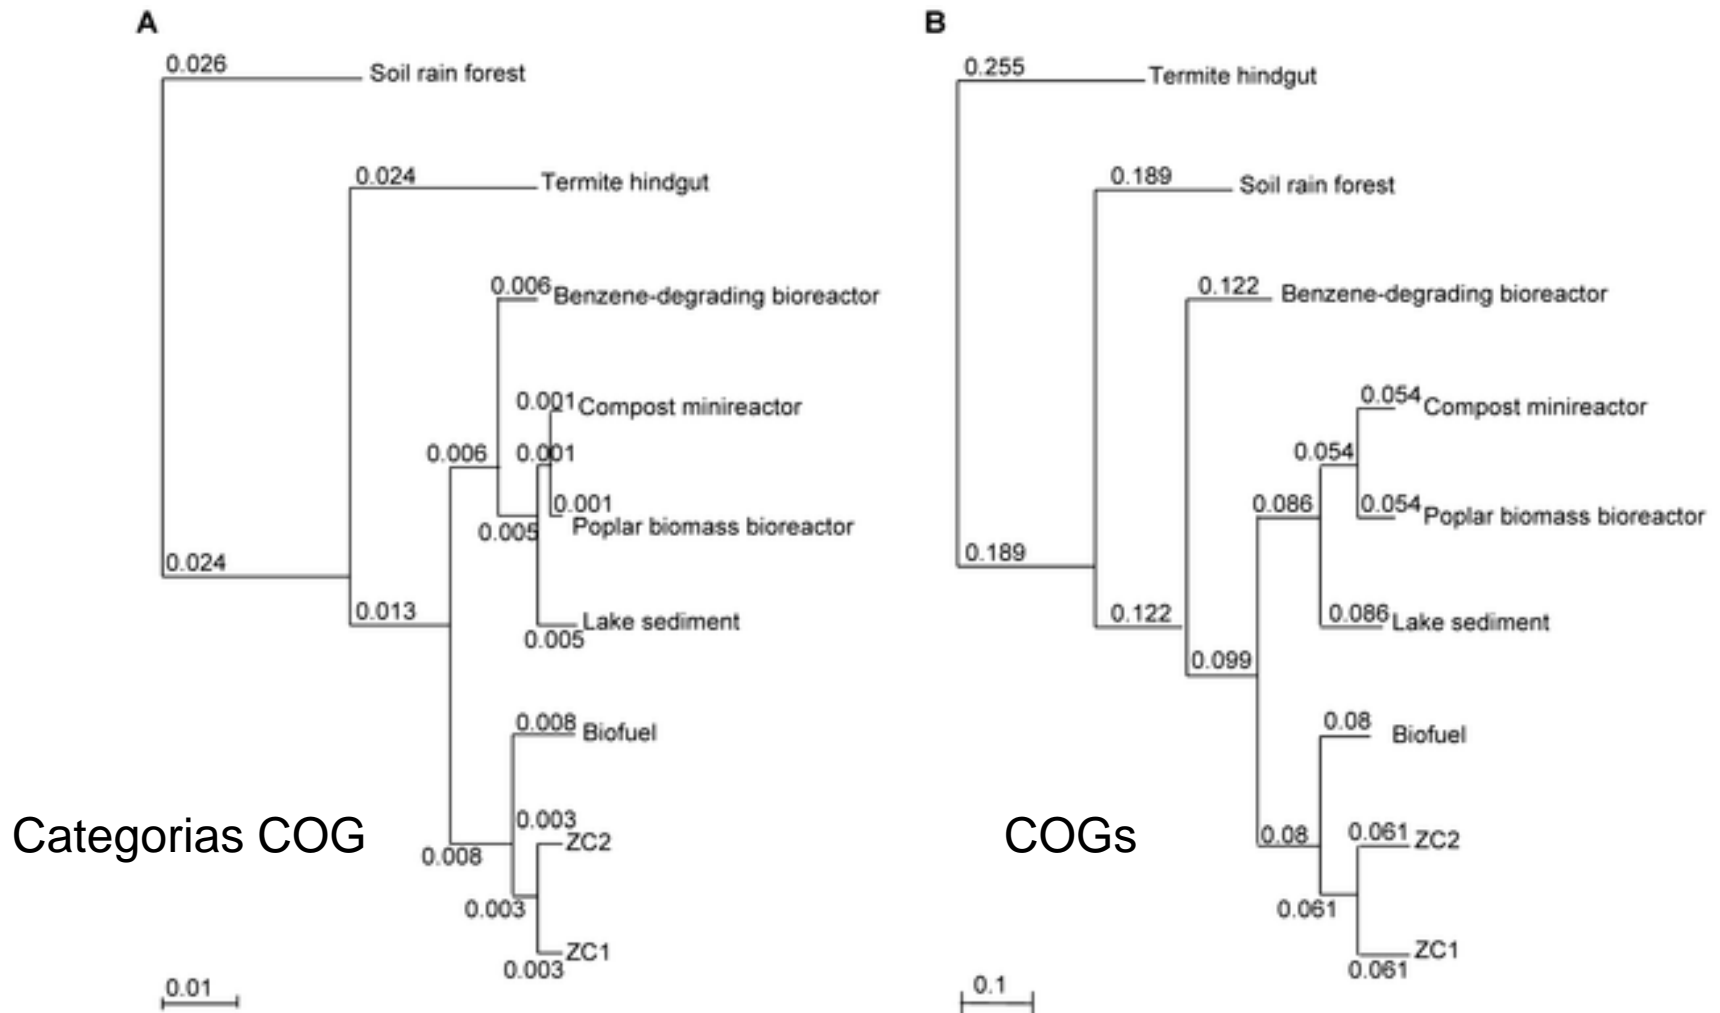 A
0.026
Soil rain forest
0.024
Termite hindgut
0.006
Benzene-degrading bioreactor
0.001
Compost minireactor
0.006
0.001
0.001
Poplar biomass bioreactor
0.005
0.024
0.013
Lake sediment
0.005
0.008
Biofuel
0.003
ZC2
0.008
0.003
ZC1
0.003
Categorias COG
0.01
B
0.255
Termite hindgut
0.189
Soil rain forest
0.122
Benzene-degrading bioreactor
0.054
Compost minireactor
0.054
0.086
0.054
Poplar biomass bioreactor
0.189
0.122
0.086
Lake sediment
0.099
0.08
Biofuel
0.08
0.061
ZC2
0.061
ZC1
0.061
COGs
0.1